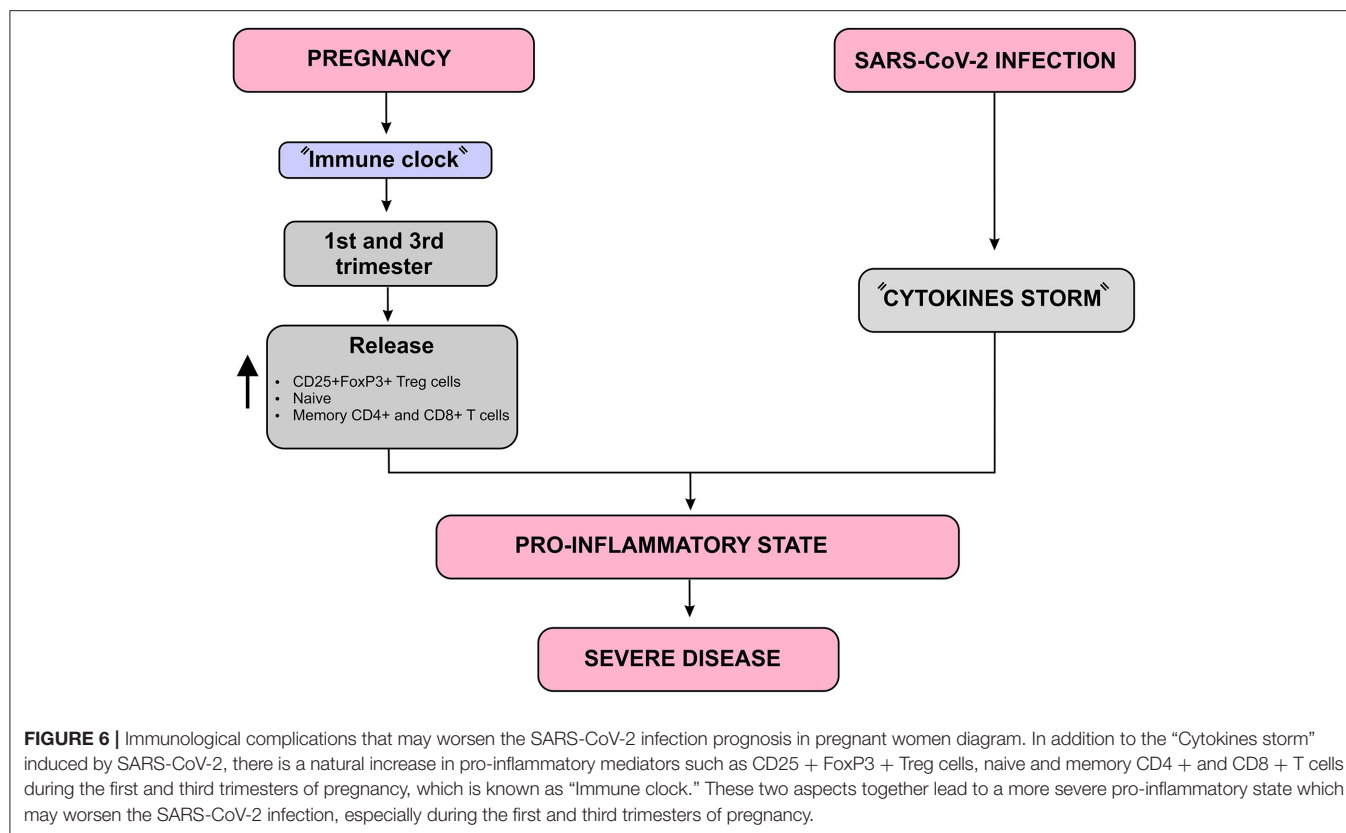 PREGNANCY
SARS-CoV-2 INFECTION
"Immune clock"
1st and 3rd
trimester
"CYTOKINES STORM"
Release
• CD25+FoxP3+ Treg cells
• Naive
• Memory CD4+ and CD8+ T cells
PRO-INFLAMMATORY STATE
SEVERE DISEASE
FIGURE 6 | Immunological complications that may worsen the SARS-CoV-2 infection prognosis in pregnant women diagram. In addition to the “Cytokines storm”
induced by SARS-CoV-2, there is a natural increase in pro-inflammatory mediators such as CD25 + FoxP3 + Treg cells, naive and memory CD4 + and CD8 + T cells
during the first and third trimesters of pregnancy, which is known as “Immune clock.” These two aspects together lead to a more severe pro-inflammatory state which
may worsen the SARS-CoV-2 infection, especially during the first and third trimesters of pregnancy.